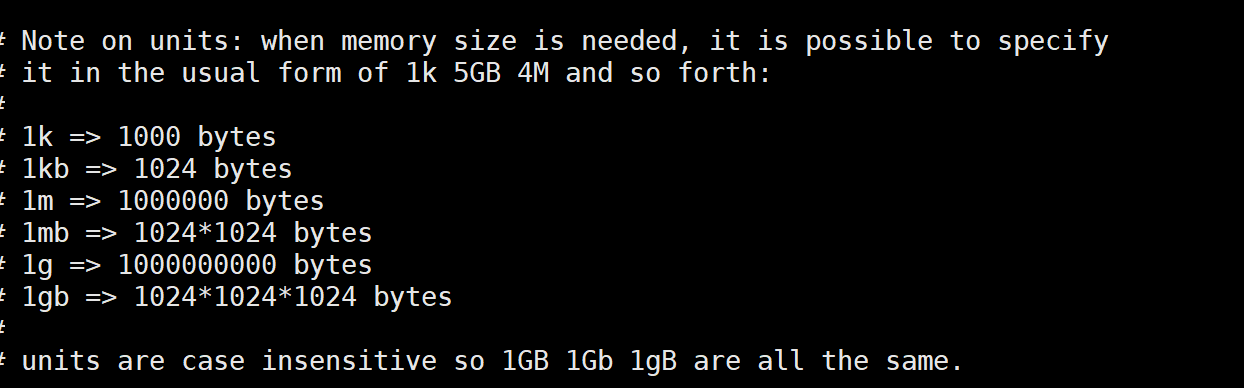 # Note on units: when memory size is needed, it is possible to specify
# it in the usual form of 1k 5GB 4M and so forth:
#
# 1k => 1000 bytes
# 1kb => 1024 bytes
# 1m => 1000000 bytes
# 1mb => 1024*1024 bytes
# 1g => 1000000000 bytes
# 1gb => 1024*1024*1024 bytes
#
# units are case insensitive so 1GB 1Gb 1gB are all the same.